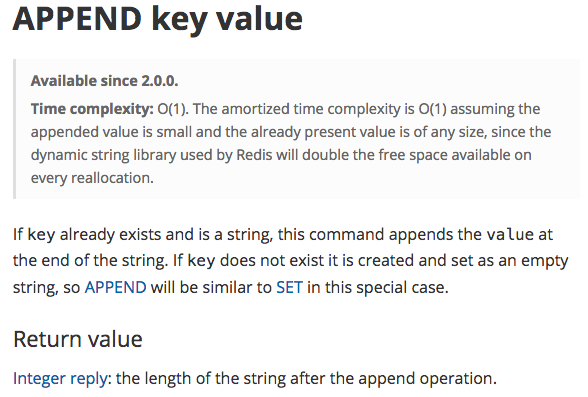 APPEND key value
Available since 2.0.0.
Time complexity: O(1). The amortized time complexity is O(1) assuming the
appended value is small and the already present value is of any size, since the
dynamic string library used by Redis will double the free space available on
every reallocation.
If key already exists and is a string, this command appends the value at
the end of the string. If key does not exist it is created and set as an empty
string, so APPEND will be similar to SET in this special case.
Return value
Integer reply: the length of the string after the append operation.